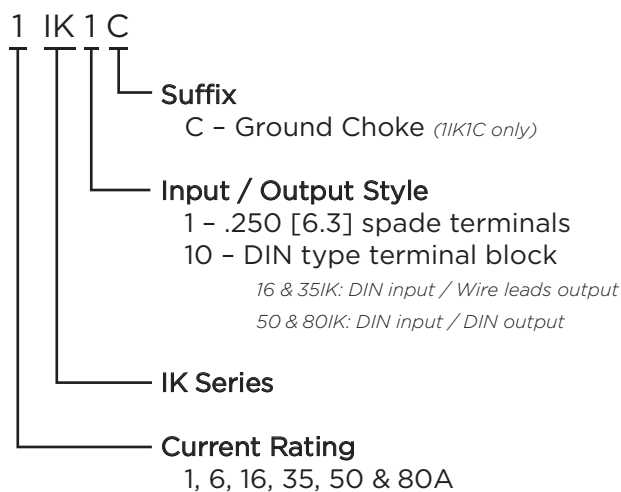 1 IK 1 C
Suffix
C – Ground Choke (1IK1C only)
Input / Output Style
1 – .250 [6.3] spade terminals
10 – DIN type terminal block
16 & 35IK: DIN input / Wire leads output
50 & 80IK: DIN input / DIN output
IK Series
Current Rating
1, 6, 16, 35, 50 & 80A